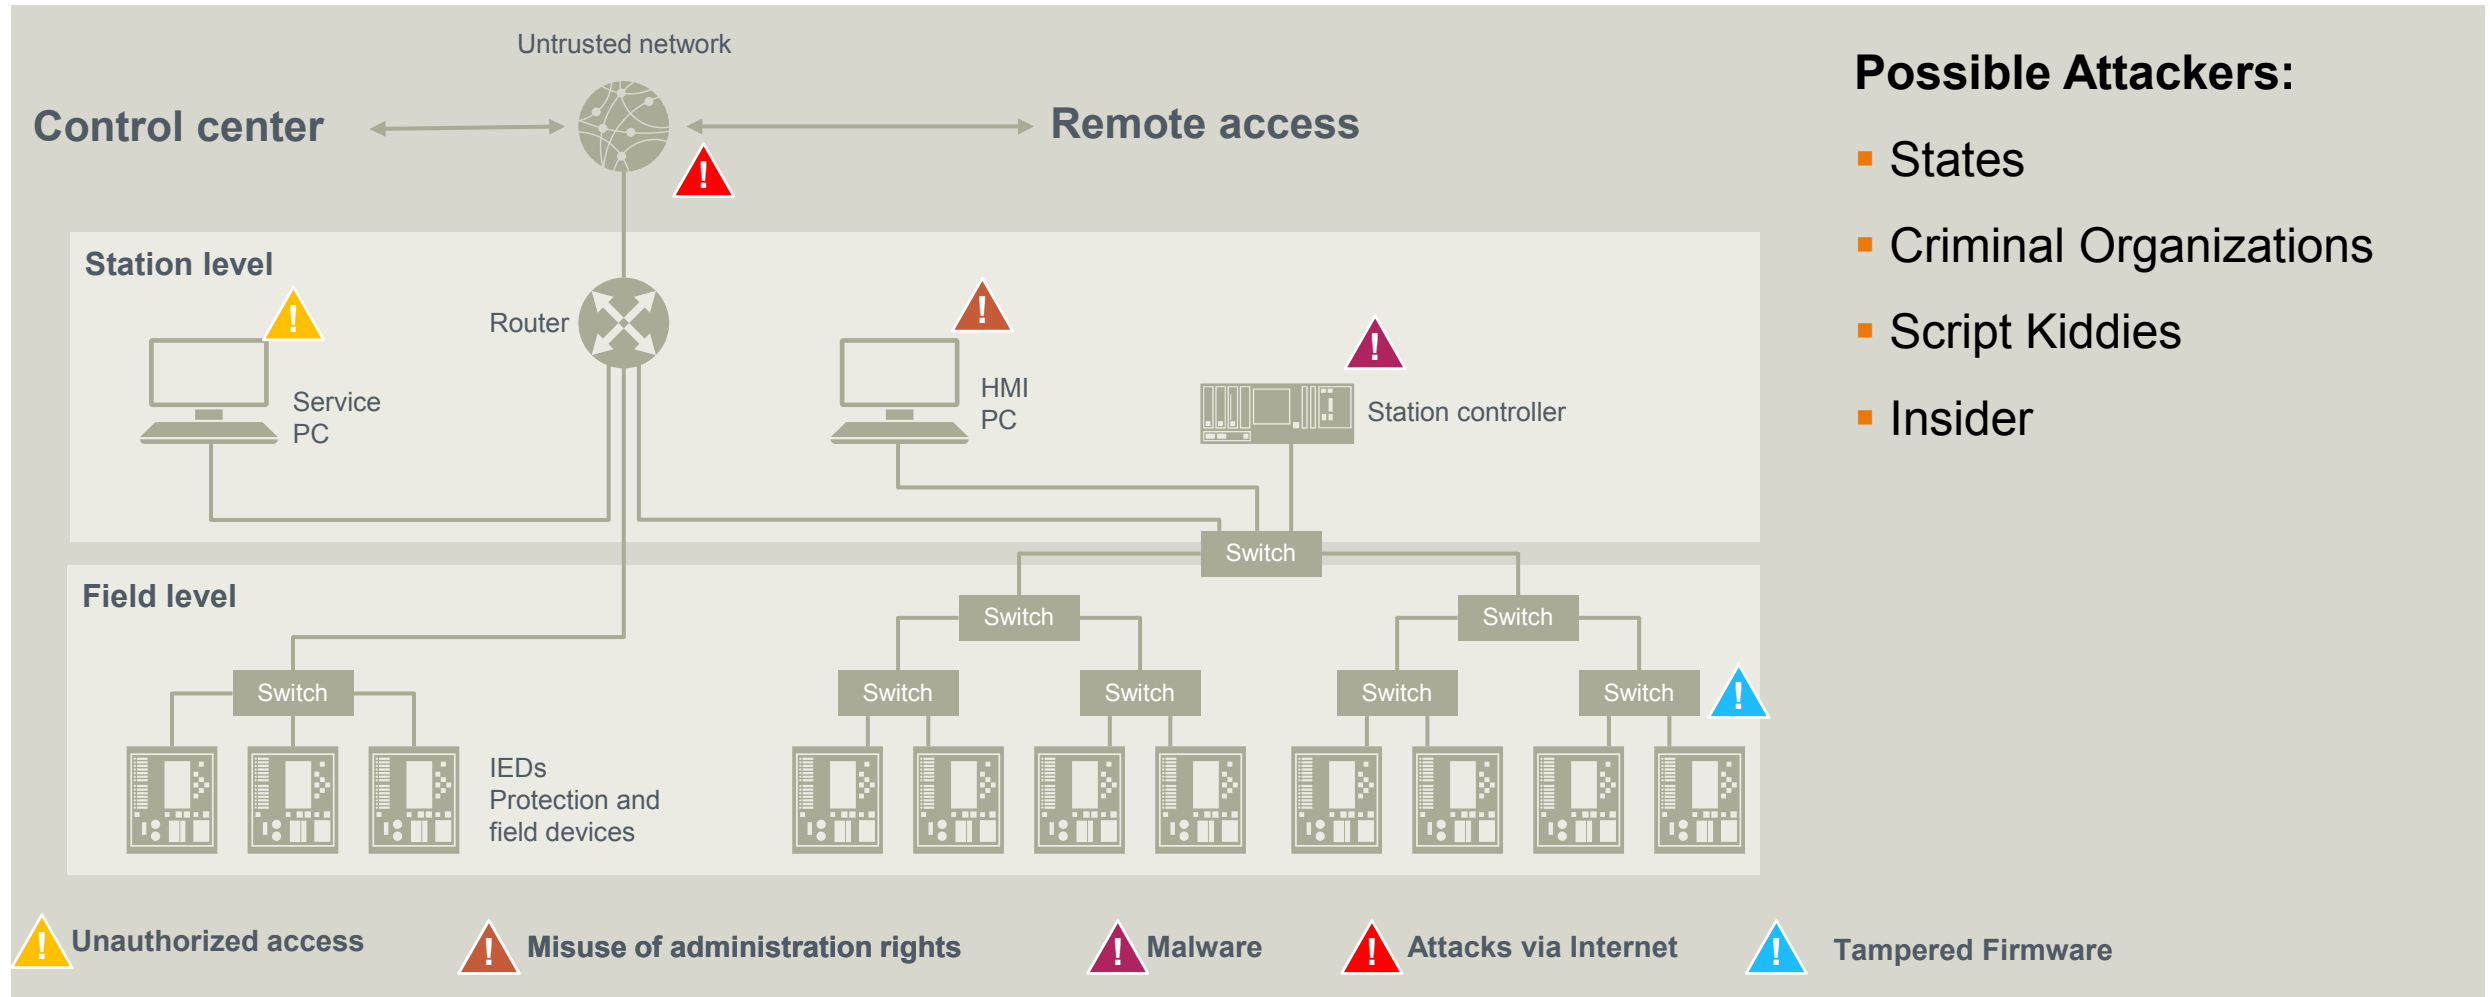 Untrusted network
Control center
Remote access
Possible Attackers:
States
Criminal Organizations
Script Kiddies
Insider
Station level
Router
Service
PC
HMI
PC
Station controller
Switch
Field level
Switch
Switch
Switch
Switch
Switch
Switch
Switch
IEDs
Protection and
field devices
! Unauthorized access
! Misuse of administration rights
! Malware
! Attacks via Internet
! Tampered Firmware